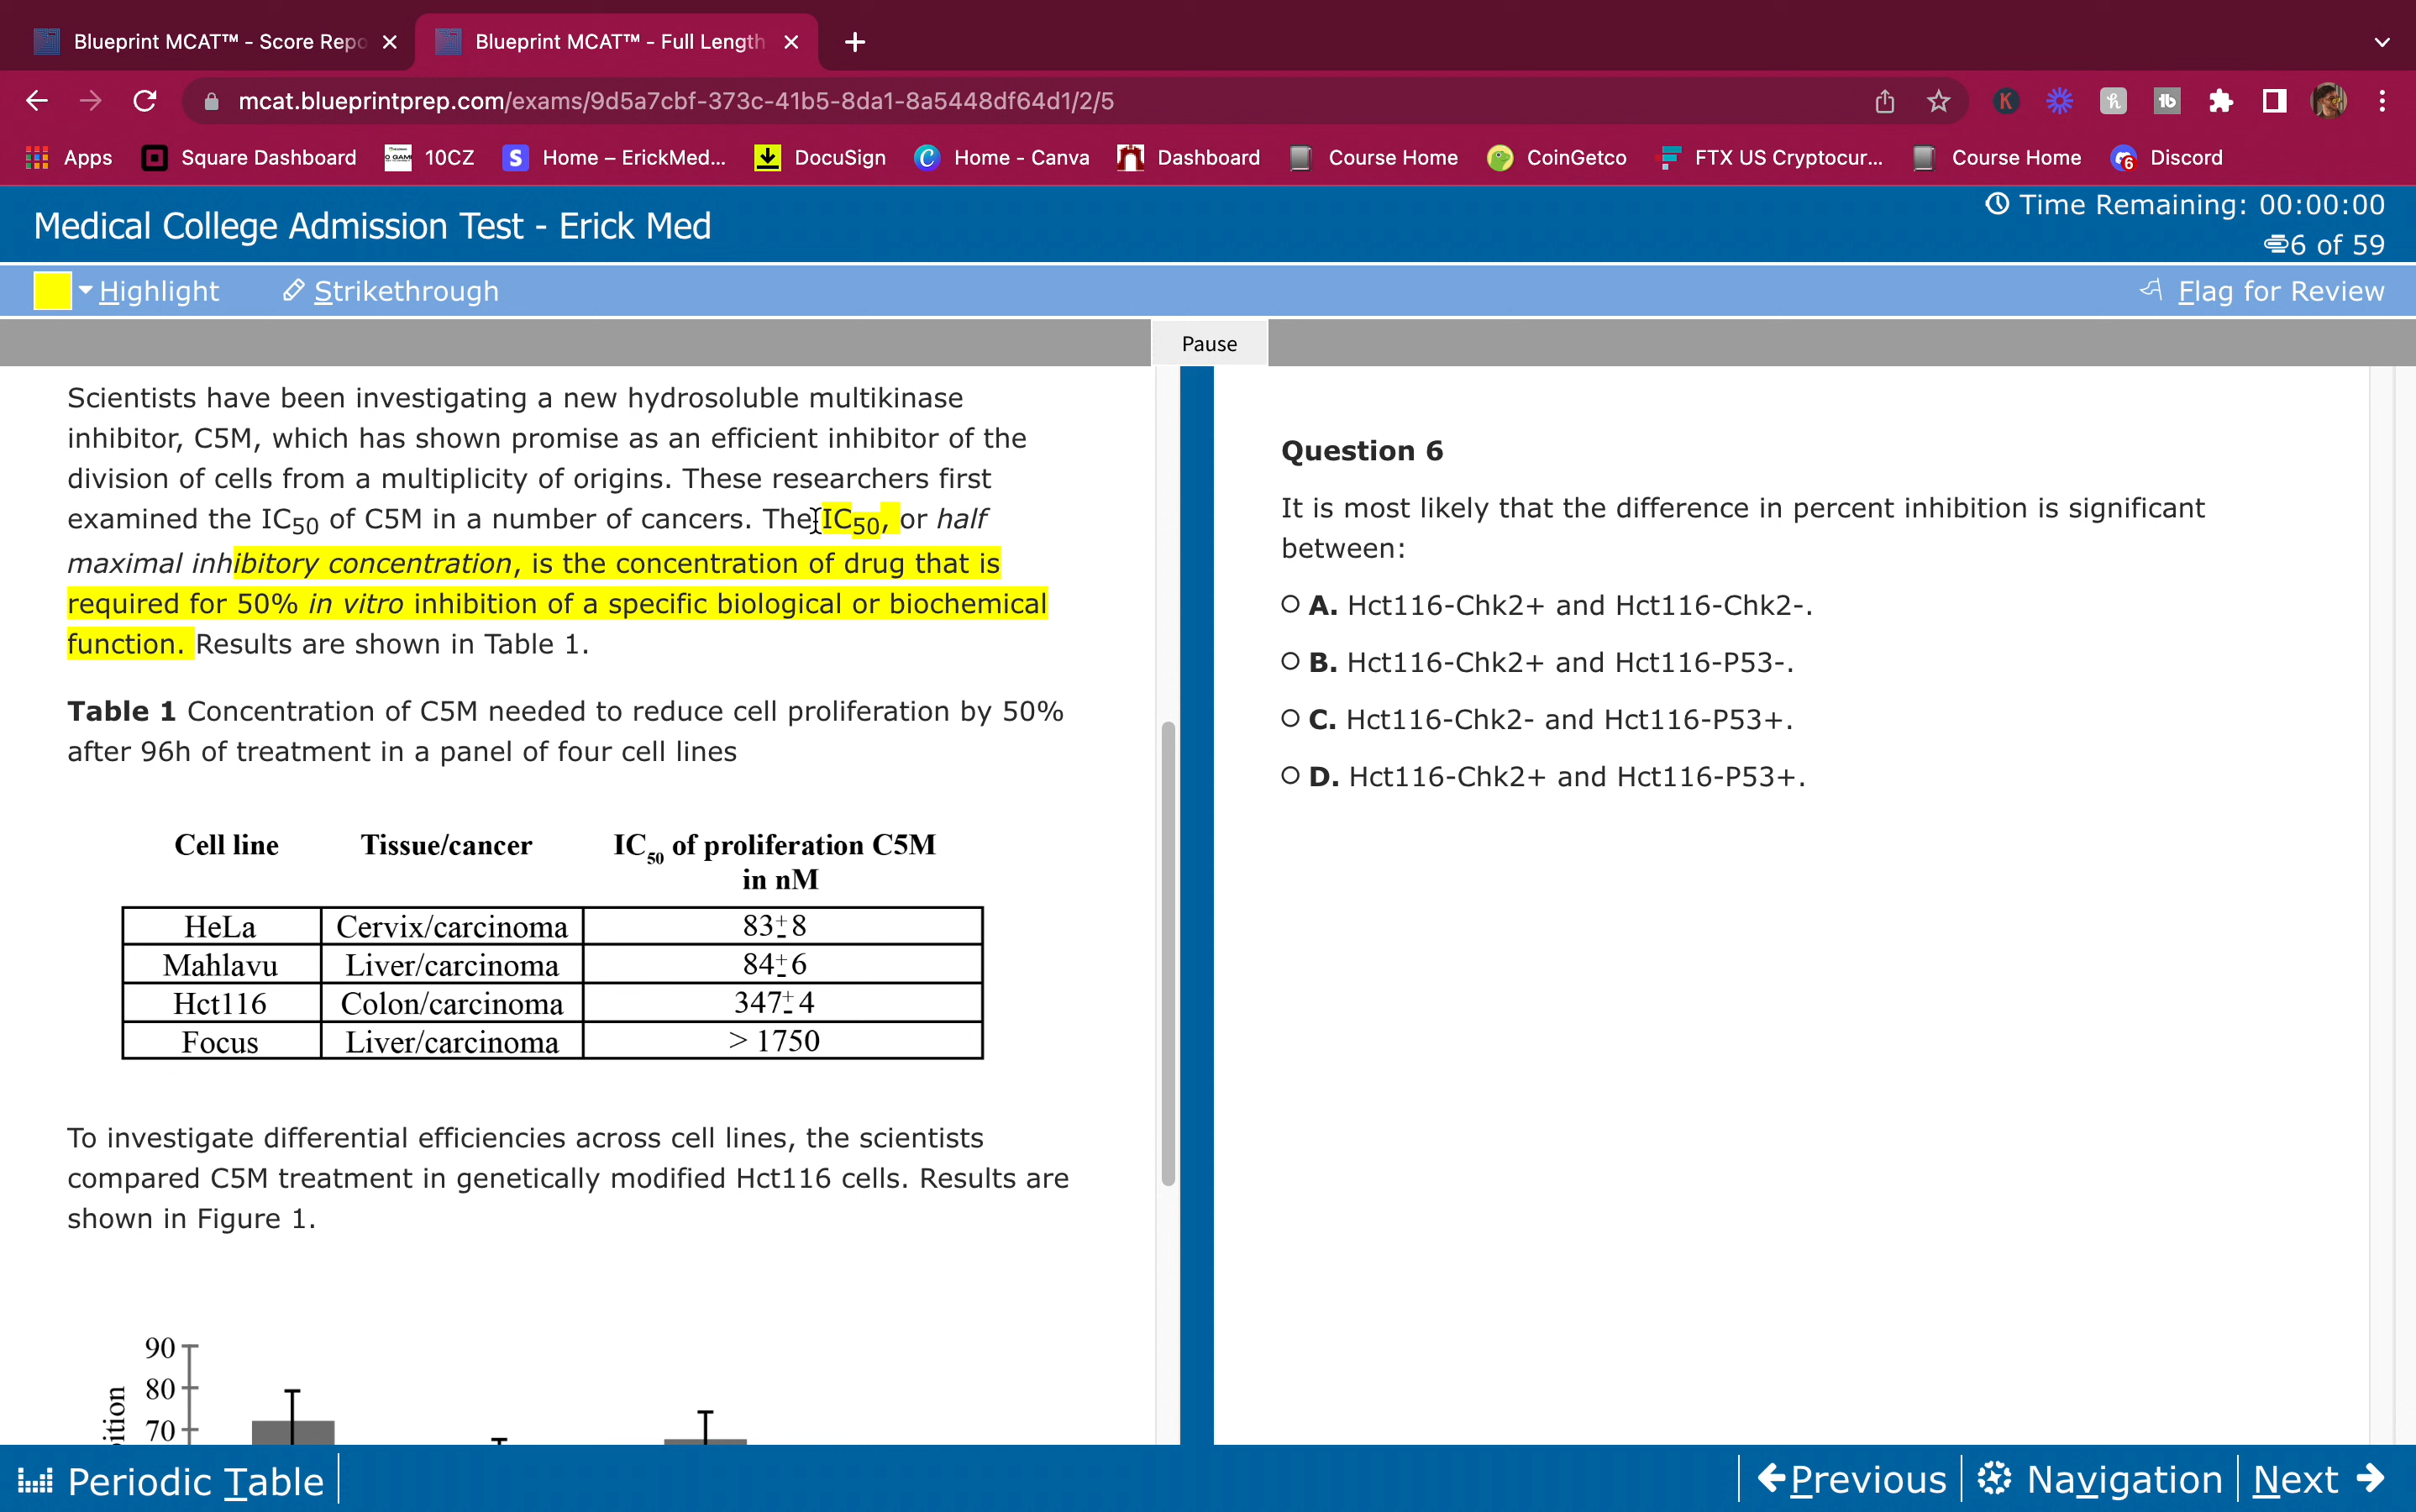 Blueprint MCAT™ - Score Repo
Blueprint MCAT™ - Full Length
mcat.blueprintprep.com/exams/9d5a7cbf-373c-41b5-8da1-8a5448df64d1/2/5
Apps
Square Dashboard
10CZ
Home – ErickMed...
DocuSign
Home - Canva
Dashboard
Course Home
CoinGetco
FTX US Cryptocur...
Course Home
Discord
Medical College Admission Test - Erick Med
Time Remaining: 00:00:00
6 of 59
Highlight
Strikethrough
Flag for Review
Pause
Scientists have been investigating a new hydrosoluble multikinase
inhibitor, C5M, which has shown promise as an efficient inhibitor of the
division of cells from a multiplicity of origins. These researchers first
examined the IC50 of C5M in a number of cancers. The IC50, or half
maximal inhibitory concentration, is the concentration of drug that is
required for 50% in vitro inhibition of a specific biological or biochemical
function. Results are shown in Table 1.
Table 1 Concentration of C5M needed to reduce cell proliferation by 50%
after 96h of treatment in a panel of four cell lines
Cell line Tissue/cancer IC50 of proliferation C5M
in nM
HeLa Cervix/carcinoma 83±8
Mahlavu Liver/carcinoma 84±6
Hct116 Colon/carcinoma 347±4
Focus Liver/carcinoma > 1750
To investigate differential efficiencies across cell lines, the scientists
compared C5M treatment in genetically modified Hct116 cells. Results are
shown in Figure 1.
90
80
70
Question 6
It is most likely that the difference in percent inhibition is significant
between:
A. Hct116-Chk2+ and Hct116-Chk2-.
B. Hct116-Chk2+ and Hct116-P53-.
C. Hct116-Chk2- and Hct116-P53+.
D. Hct116-Chk2+ and Hct116-P53+.
Periodic Table
Previous
Navigation
Next